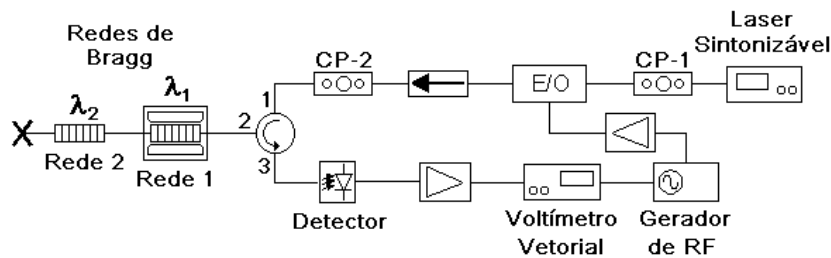 Laser
Sintonizável
Redes de
Bragg
CP-2
CP-1
E/O
λ2
λ1
1
2
3
Rede 2
Rede 1
Detector
Voltímetro
Vetorial
Gerador
de RF